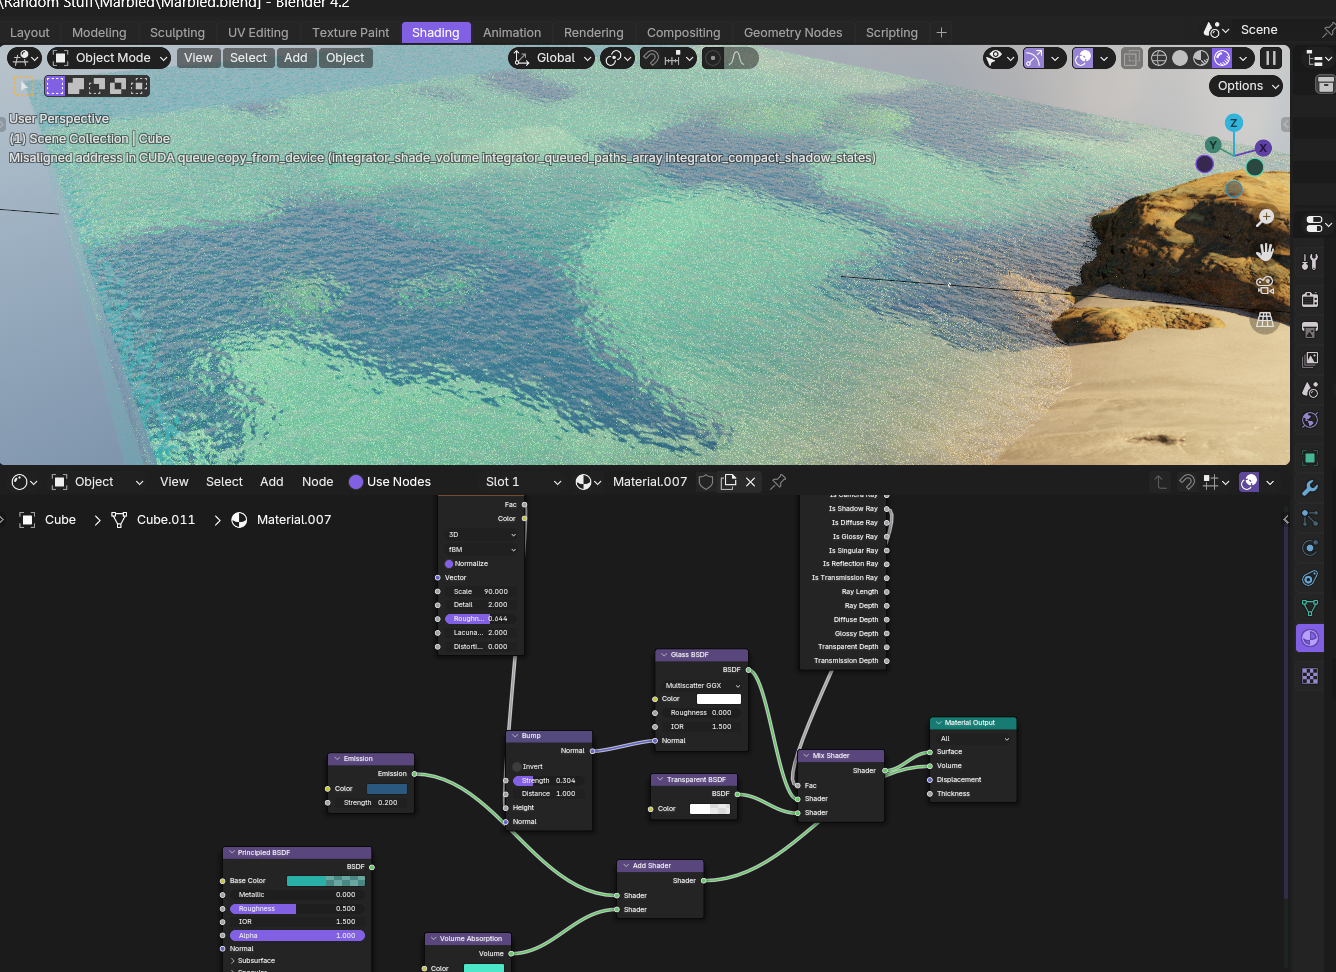 \Random Stuff\Marbled\Marbled.blend] - Blender 4.2
Layout Modeling Sculpting UV Editing Texture Paint Shading Animation Rendering Compositing Geometry Nodes Scripting + Scene
Object Mode View Select Add Object Global
Options
User Perspective
(1) Scene Collection | Cube
Misaligned address in CUDA queue copy_from_device (integrator_shade_volume integrator_queued_paths_array integrator_compact_shadow_states)
Z
Y
X
Object View Select Add Node Use Nodes Slot 1 Material.007
Cube > Cube.011 > Material.007
Fac
Color
3D
fBM
Normalize
Vector
Scale 90.000
Detail 2.000
Roughn... 0.644
Lacuna... 2.000
Distorti... 0.000
Is Camera Ray
Is Shadow Ray
Is Diffuse Ray
Is Glossy Ray
Is Singular Ray
Is Reflection Ray
Is Transmission Ray
Ray Length
Ray Depth
Diffuse Depth
Glossy Depth
Transparent Depth
Transmission Depth
Glass BSDF
BSDF
Multiscatter GGX
Color
Roughness 0.000
IOR 1.500
Normal
Bump
Normal
Invert
Strength 0.304
Distance 1.000
Height
Normal
Emission
Emission
Color
Strength 0.200
Transparent BSDF
BSDF
Color
Mix Shader
Shader
Fac
Shader
Shader
Material Output
All
Surface
Volume
Displacement
Thickness
Principled BSDF
BSDF
Base Color
Metallic 0.000
Roughness 0.500
IOR 1.500
Alpha 1.000
Normal
Subsurface
Add Shader
Shader
Shader
Shader
Volume Absorption
Volume
Color